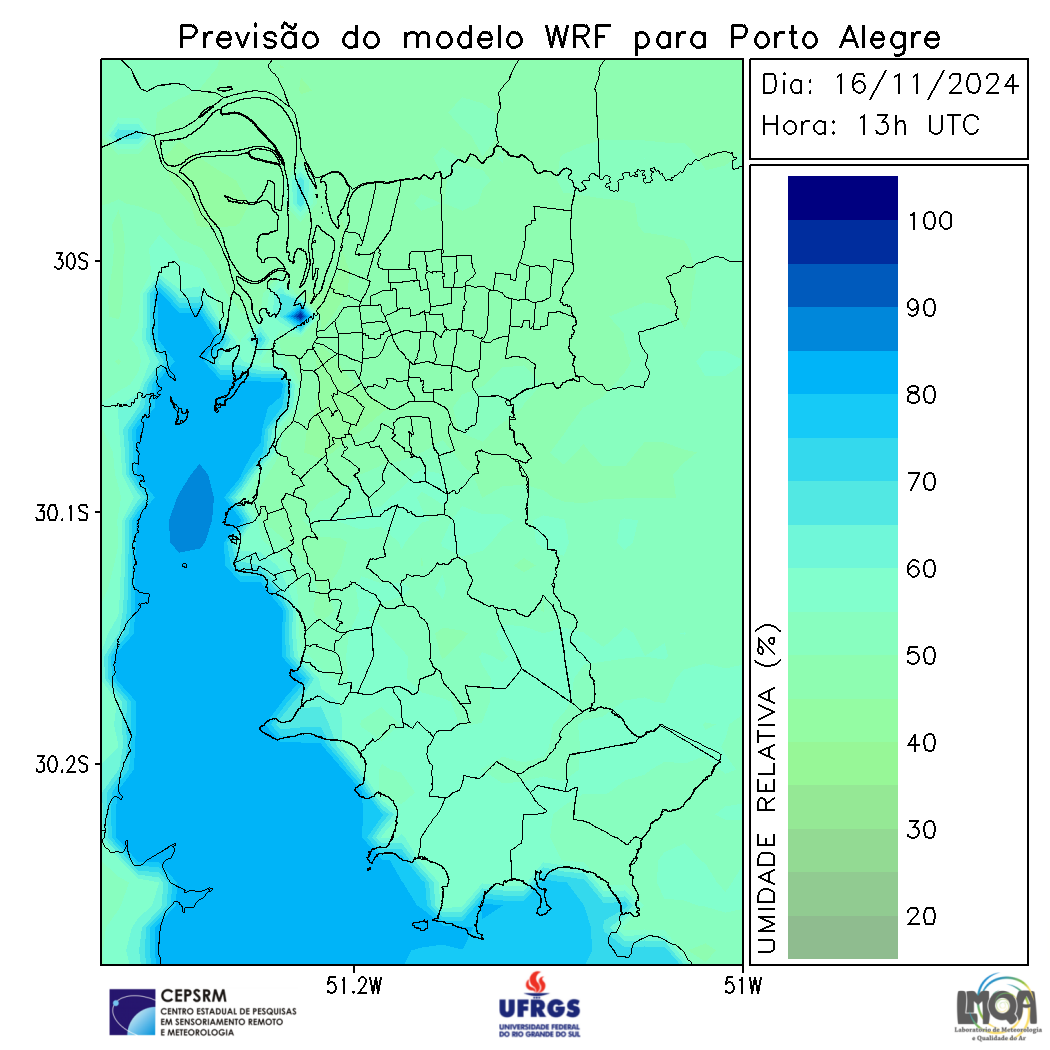 Previsão do modelo WRF para Porto Alegre
Dia: 16/11/2024
Hora: 13h UTC
30S
30.1S
30.2S
51.2W
51W
100
90
80
70
60
50
40
30
20
UMIDADE RELATIVA (%)
CEPSRM
CENTRO ESTADUAL DE PESQUISAS
EM SENSORIAMENTO REMOTO
E METEOROLOGIA
UFRGS
UNIVERSIDADE FEDERAL
DO RIO GRANDE DO SUL
LMQA
Laboratório de Meteorologia
e Qualidade do Ar